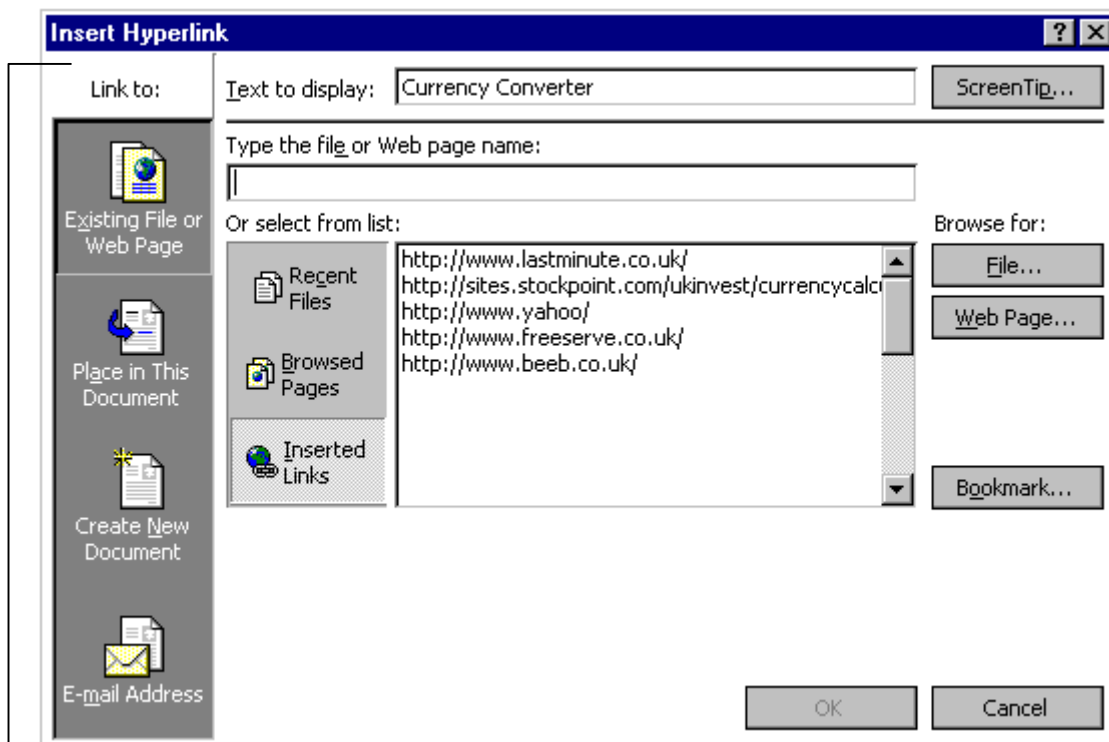 Insert Hyperlink
Link to:
Text to display:
Currency Converter
ScreenTip...
Type the file or Web page name:
Existing File or
Web Page
Or select from list:
Browse for:
Recent
Files
Browsed
Pages
Inserted
Links
http://www.lastminute.co.uk/
http://sites.stockpoint.com/ukinvest/currencycalc
http://www.yahoo/
http://www.freeserve.co.uk/
http://www.beeb.co.uk/
File...
Web Page...
Bookmark...
Place in This
Document
Create New
Document
E-mail Address
OK
Cancel